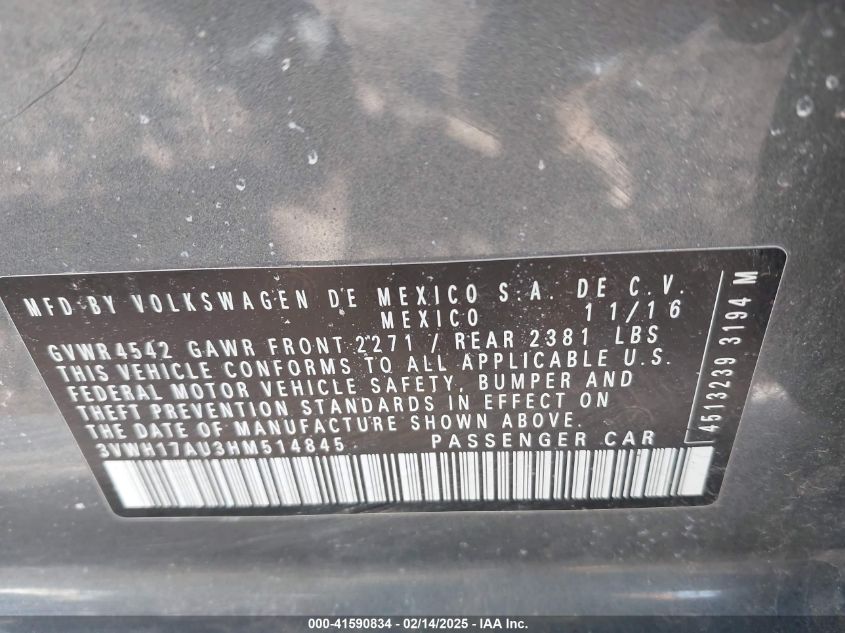 MFD·BY VOLKSWAGEN DE MEXICO S.A. DE C.V.
MEXICO 11/16
GVWR4542 GAWR FRONT 2271 / REAR 2381 LBS
THIS VEHICLE CONFORMS TO ALL APPLICABLE U.S.
FEDERAL MOTOR VEHICLE SAFETY, BUMPER AND
THEFT PREVENTION STANDARDS IN EFFECT ON
THE DATE OF MANUFACTURE SHOWN ABOVE.
3VWH17AU3HM514845 PASSENGER CAR
4513239 3194 M
000-41590834 - 02/14/2025 - IAA Inc.